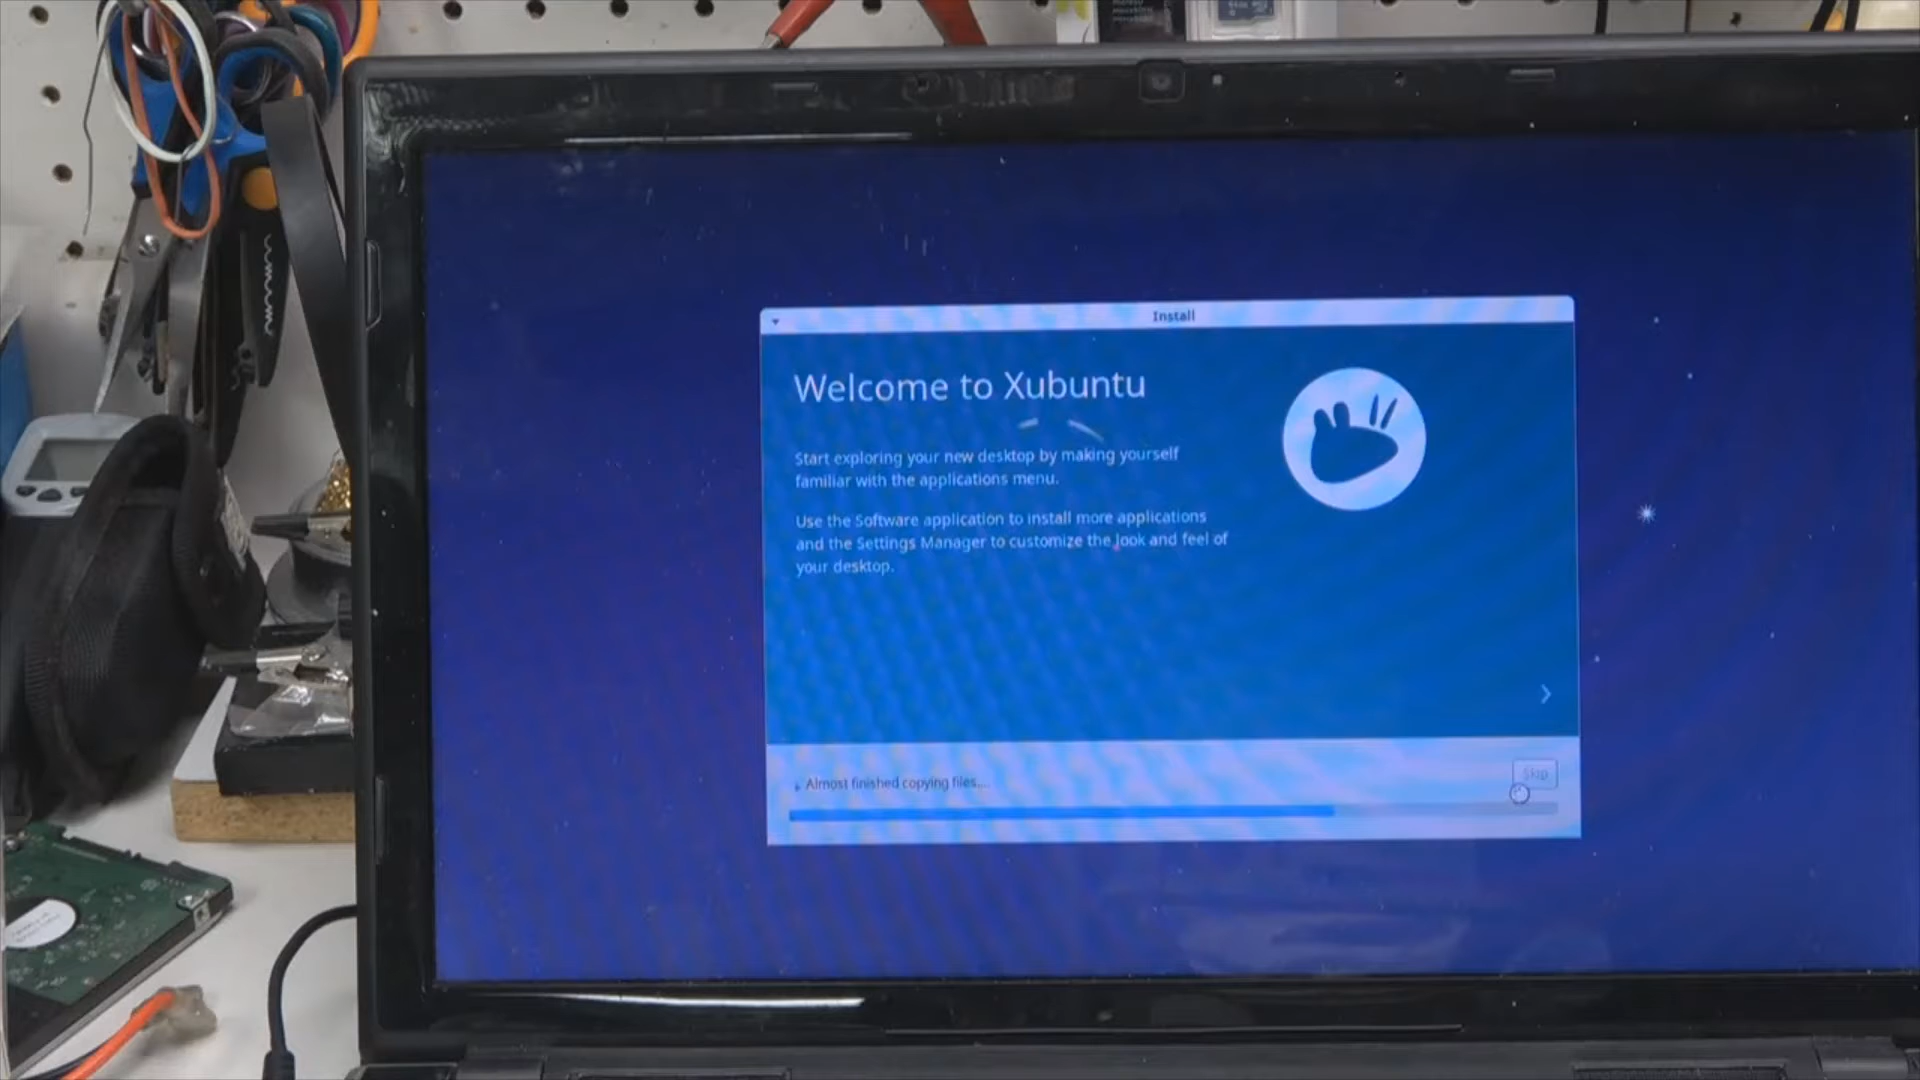 Install
Welcome to Xubuntu
Start exploring your new desktop by making yourself
familiar with the applications menu.
Use the Software application to install more applications
and the Settings Manager to customize the look and feel of
your desktop.
Almost finished copying files...
Skip